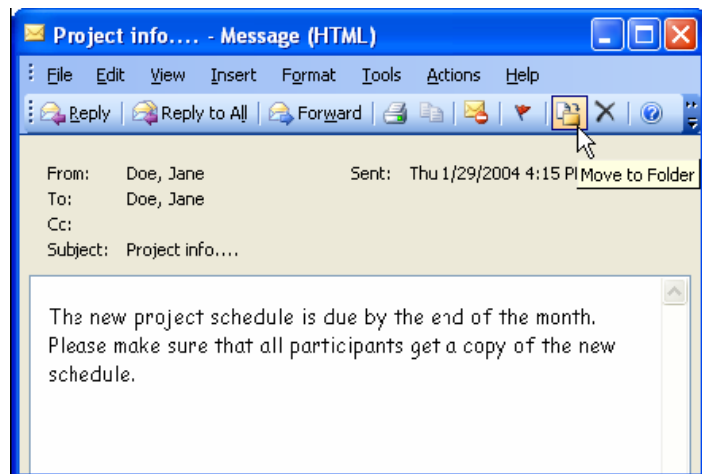 Project info.... - Message (HTML)
File Edit View Insert Format Tools Actions Help
Reply Reply to All Forward
From: Doe, Jane Sent: Thu 1/29/2004 4:15 P
Move to Folder
To: Doe, Jane
Cc:
Subject: Project info....
The new project schedule is due by the end of the month.
Please make sure that all participants get a copy of the new
schedule.